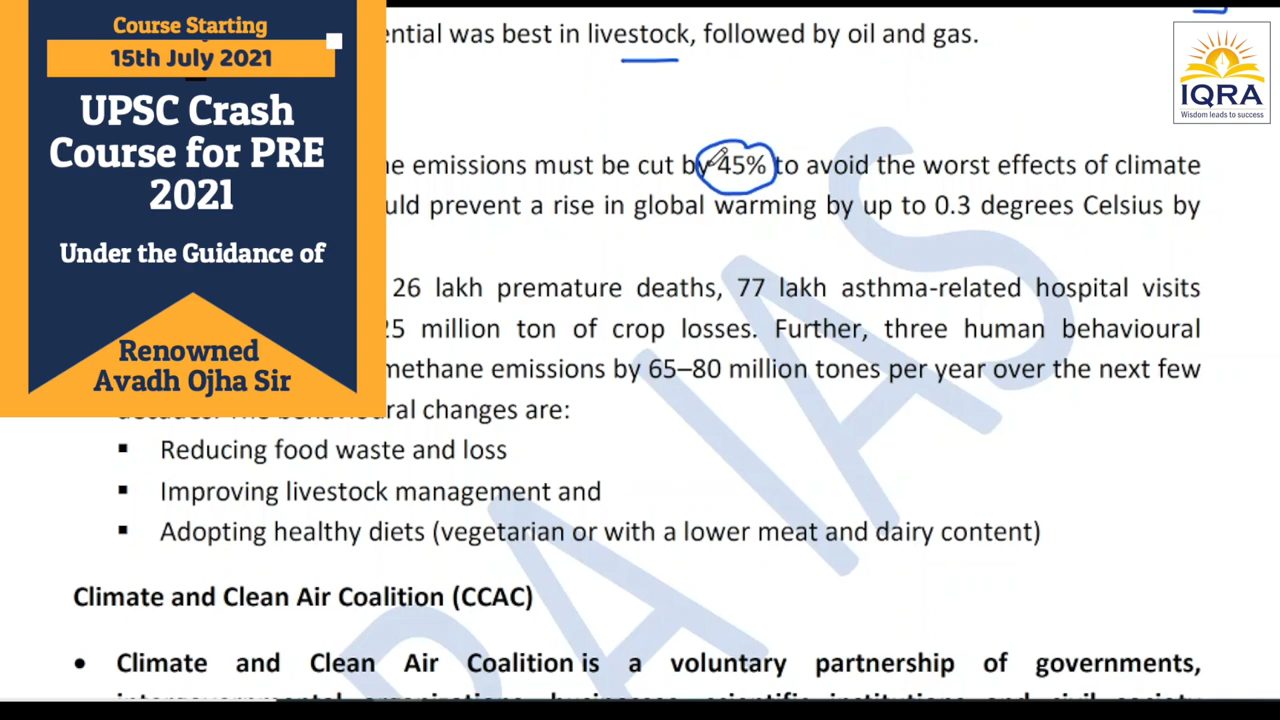 Course Starting
15th July 2021
UPSC Crash
Course for PRE
2021
Under the Guidance of
Renowned
Avadh Ojha Sir
IQRA
Wisdom leads to success
was best in livestock, followed by oil and gas.
emissions must be cut by 45% to avoid the worst effects of climate
prevent a rise in global warming by up to 0.3 degrees Celsius by
26 lakh premature deaths, 77 lakh asthma-related hospital visits
25 million ton of crop losses. Further, three human behavioural
methane emissions by 65–80 million tones per year over the next few
changes are:
▪ Reducing food waste and loss
▪ Improving livestock management and
▪ Adopting healthy diets (vegetarian or with a lower meat and dairy content)
Climate and Clean Air Coalition (CCAC)
• Climate and Clean Air Coalition is a voluntary partnership of governments,
RAJ IAS